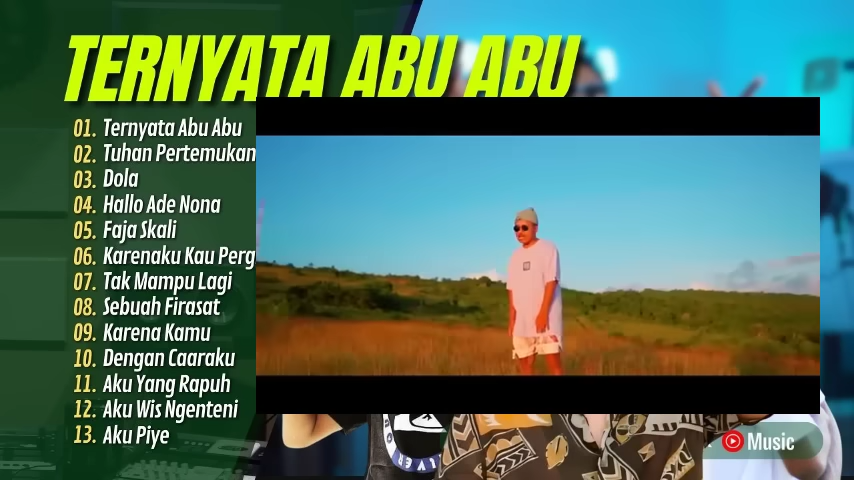 TERNYATA ABU ABU
01. Ternyata Abu Abu
02. Tuhan Pertemukan
03. Dola
04. Hallo Ade Nona
05. Faja Skali
06. Karenaku Kau Perg
07. Tak Mampu Lagi
08. Sebuah Firasat
09. Karena Kamu
10. Dengan Caaraku
11. Aku Yang Rapuh
12. Aku Wis Ngenteni
13. Aku Piye
Music